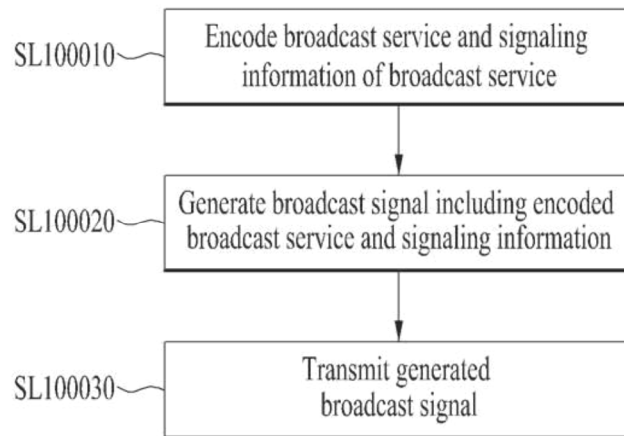 SL100010
Encode broadcast service and signaling
information of broadcast service
SL100020
Generate broadcast signal including encoded
broadcast service and signaling information
SL100030
Transmit generated
broadcast signal